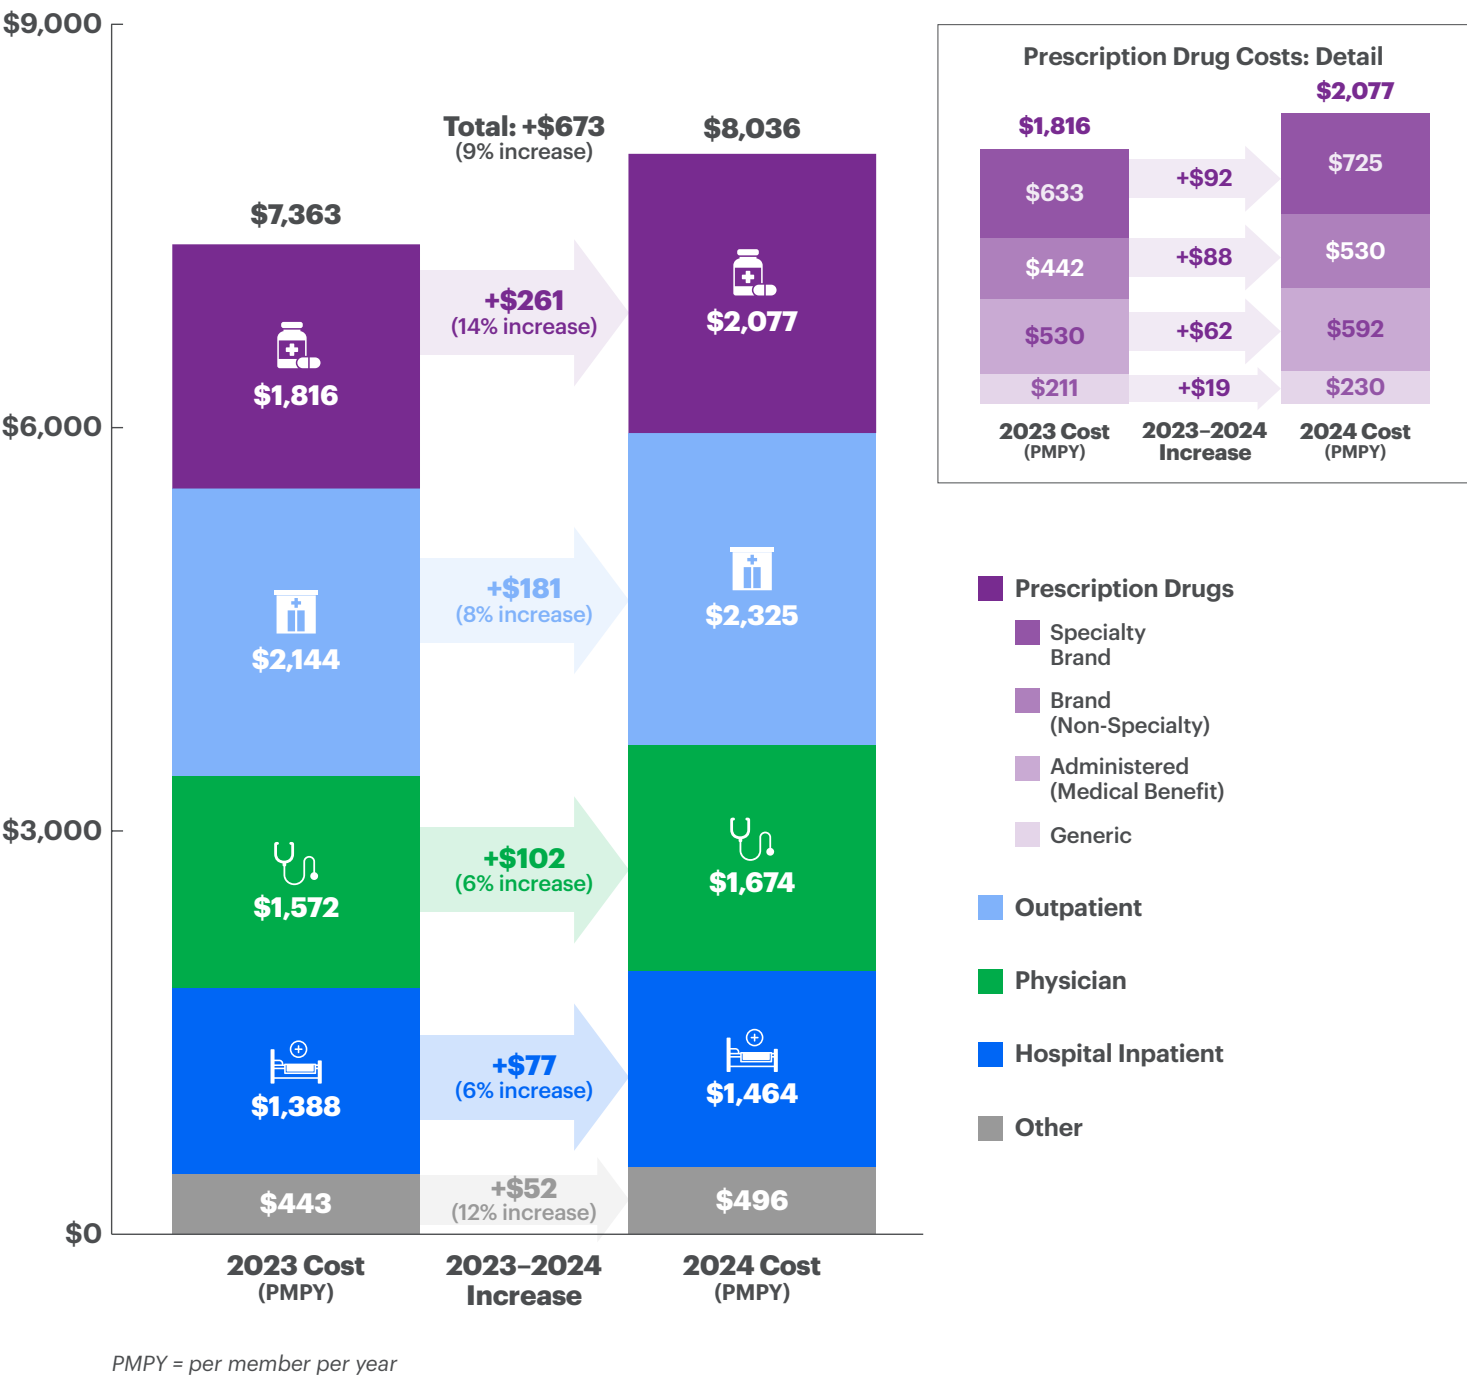 $9,000
$6,000
$3,000
$0
$7,363
$1,816
$2,144
$1,572
$1,388
$443
2023 Cost
(PMPY)
Total: +$673
(9% increase)
+$261
(14% increase)
+$181
(8% increase)
+$102
(6% increase)
+$77
(6% increase)
+$52
(12% increase)
2023–2024
Increase
$8,036
$2,077
$2,325
$1,674
$1,464
$496
2024 Cost
(PMPY)
PMPY = per member per year
Prescription Drug Costs: Detail
$1,816
$633
$442
$530
$211
2023 Cost
(PMPY)
+$92
+$88
+$62
+$19
2023–2024
Increase
$2,077
$725
$530
$592
$230
2024 Cost
(PMPY)
Prescription Drugs
Specialty
Brand
Brand
(Non-Specialty)
Administered
(Medical Benefit)
Generic
Outpatient
Physician
Hospital Inpatient
Other